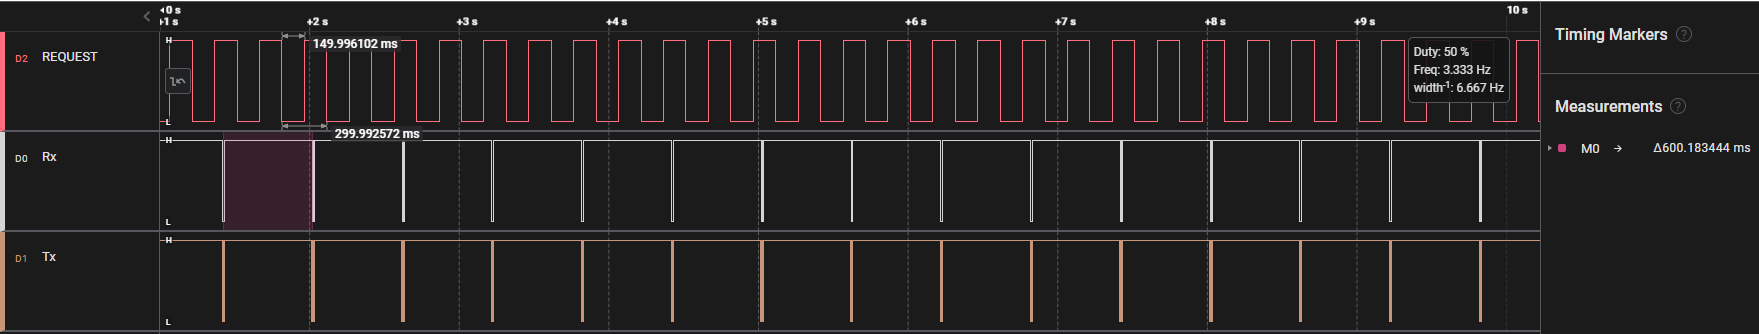 0 s
+1 s
+2 s
+3 s
+4 s
+5 s
+6 s
+7 s
+8 s
+9 s
10 s
D2 REQUEST
H
L
149.996102 ms
299.992572 ms
Duty: 50 %
Freq: 3.333 Hz
width⁻¹: 6.667 Hz
D0 Rx
H
L
D1 Tx
H
L
Timing Markers ?
Measurements ?
M0 → Δ600.183444 ms